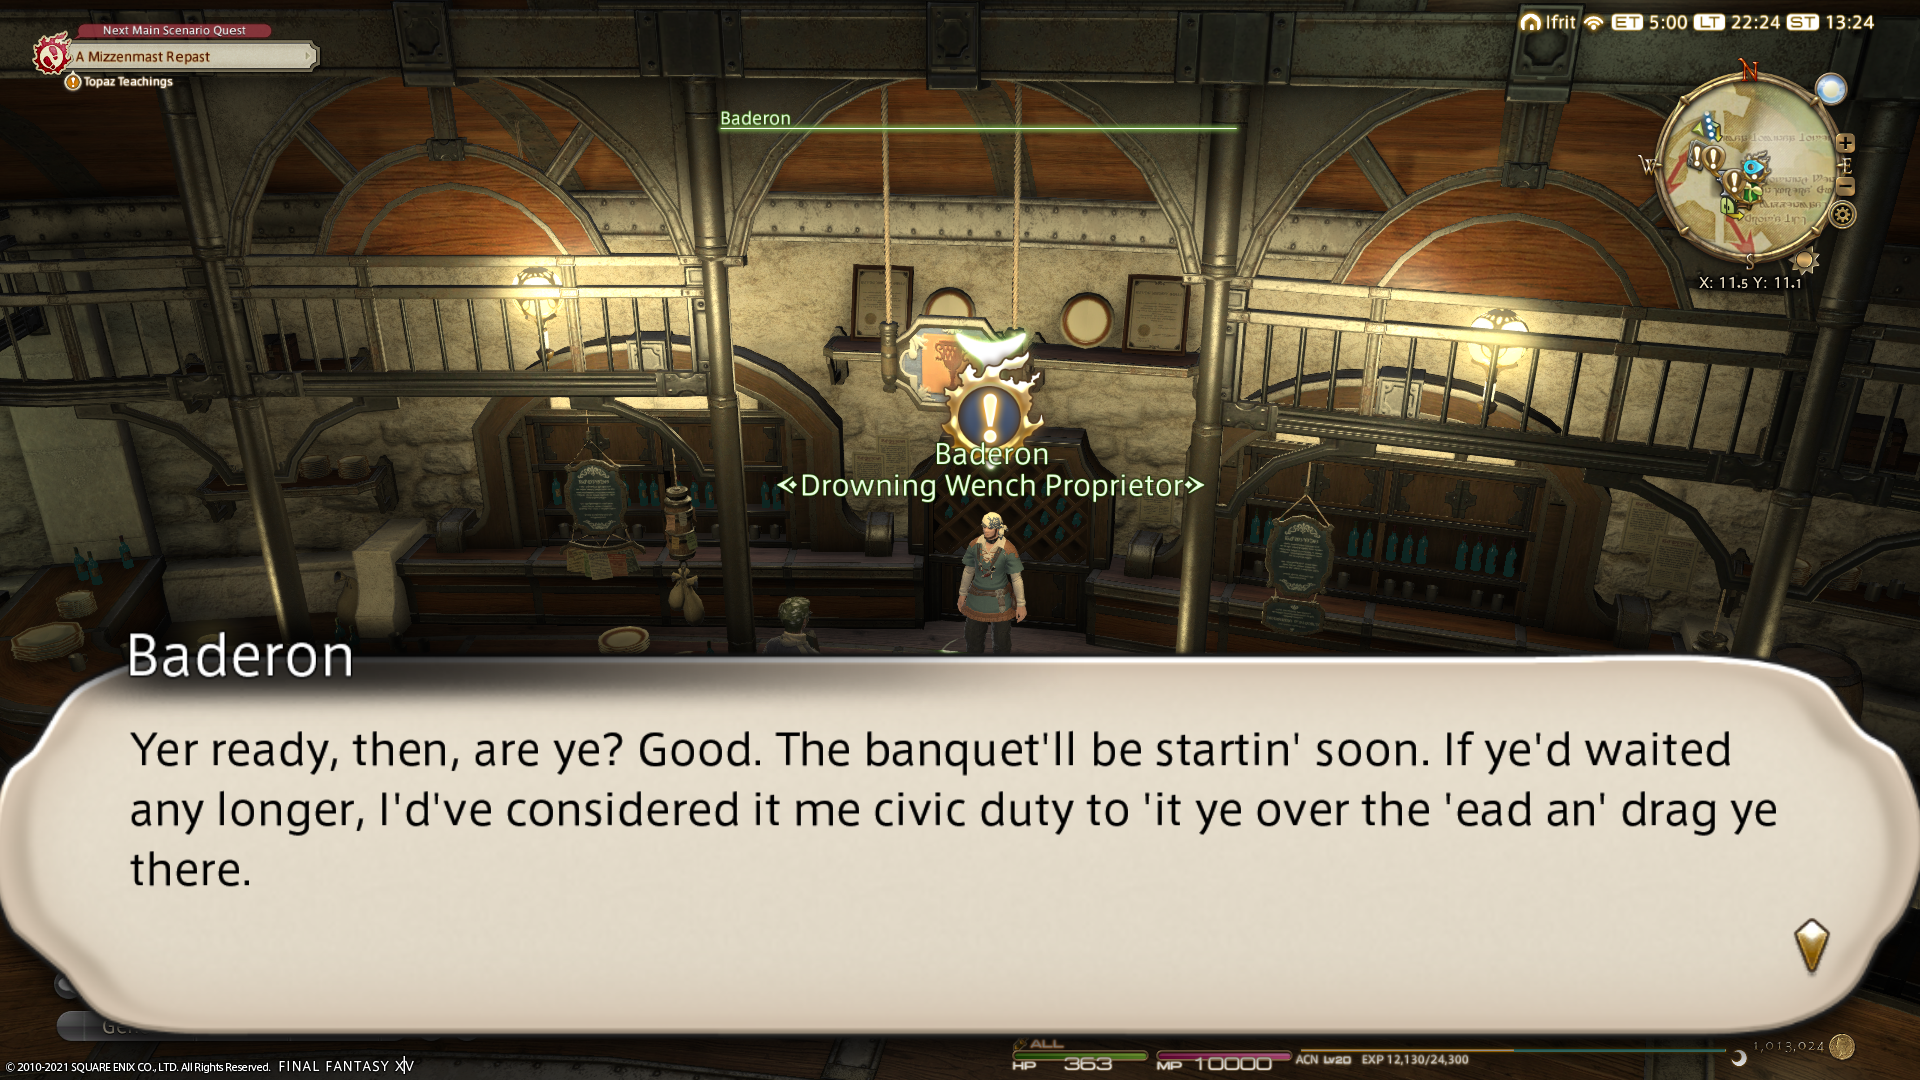 Next Main Scenario Quest
A Mizzenmast Repast
Topaz Teachings
Ifrit ET 5:00 LT 22:24 ST 13:24
N
W
E
S
X: 11.5 Y: 11.1
Baderon
Baderon
Drowning Wench Proprietor
Baderon
Yer ready, then, are ye? Good. The banquet'll be startin' soon. If ye'd waited
any longer, I'd've considered it me civic duty to 'it ye over the 'ead an' drag ye
there.
ALL
HP 363 MP 10000 ACN Lv20 EXP 12,130/24,300
1,013,024
© 2010-2021 SQUARE ENIX CO., LTD. All Rights Reserved. FINAL FANTASY XIV